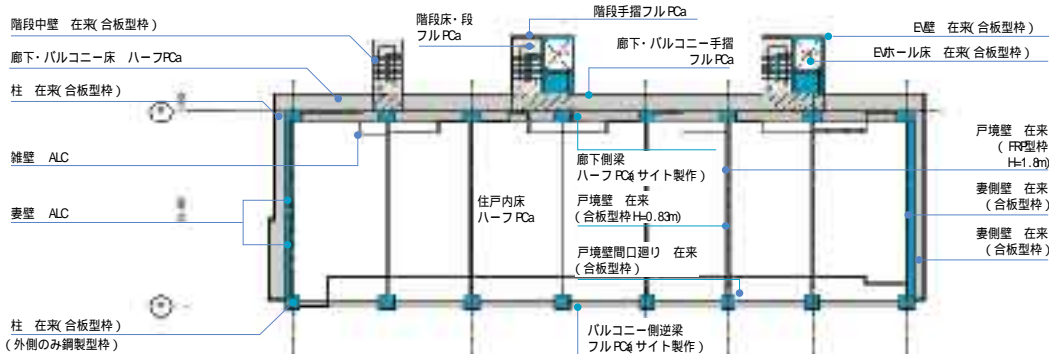 階段中壁 在来(合板型枠)
廊下・バルコニー床 ハーフPCa
柱 在来(合板型枠)
雑壁 ALC
妻壁 ALC
柱 在来(合板型枠)
(外側のみ鋼製型枠)
階段床・段
フルPCa
階段手摺フルPCa
廊下・バルコニー手摺
フルPCa
EV壁 在来(合板型枠)
EVホール床 在来(合板型枠)
廊下側梁
ハーフPCa(サイト製作)
住戸内床
ハーフPCa
戸境壁 在来
(合板型枠H=0.83m)
戸境壁間口廻り 在来
(合板型枠)
バルコニー側逆梁
フルPCa(サイト製作)
戸境壁 在来
(FRP型枠
H=1.8m)
妻側壁 在来
(合板型枠)
妻側壁 在来
(合板型枠)